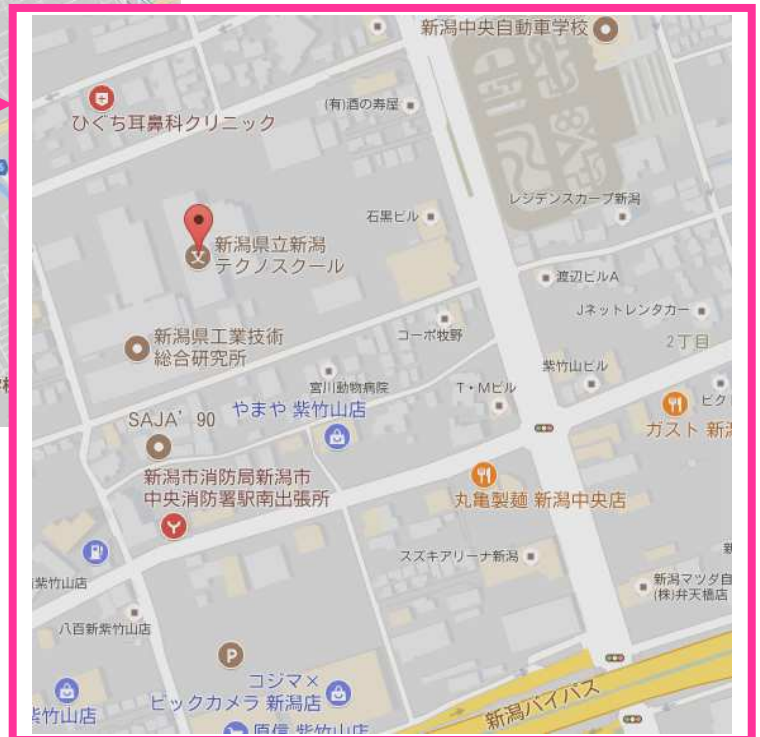 新潟中央自動車学校
ひぐち耳鼻科クリニック
(有)酒の寿屋
レジデンスカープ新潟
石黒ビル
新潟県立新潟
テクノスクール
渡辺ビルA
Jネットレンタカー
新潟県工業技術
総合研究所
コーポ牧野
2丁目
紫竹山ビル
宮川動物病院
T・Mビル
SAJA' 90
やまや 紫竹山店
ガスト 新潟
新潟市消防局新潟市
中央消防署駅南出張所
丸亀製麺 新潟中央店
スズキアリーナ新潟
紫竹山店
新潟マツダ自
(株)弁天橋店
八百新紫竹山店
P
コジマ×
ビックカメラ 新潟店
紫竹山店
新潟バイパス
原信 紫竹山店